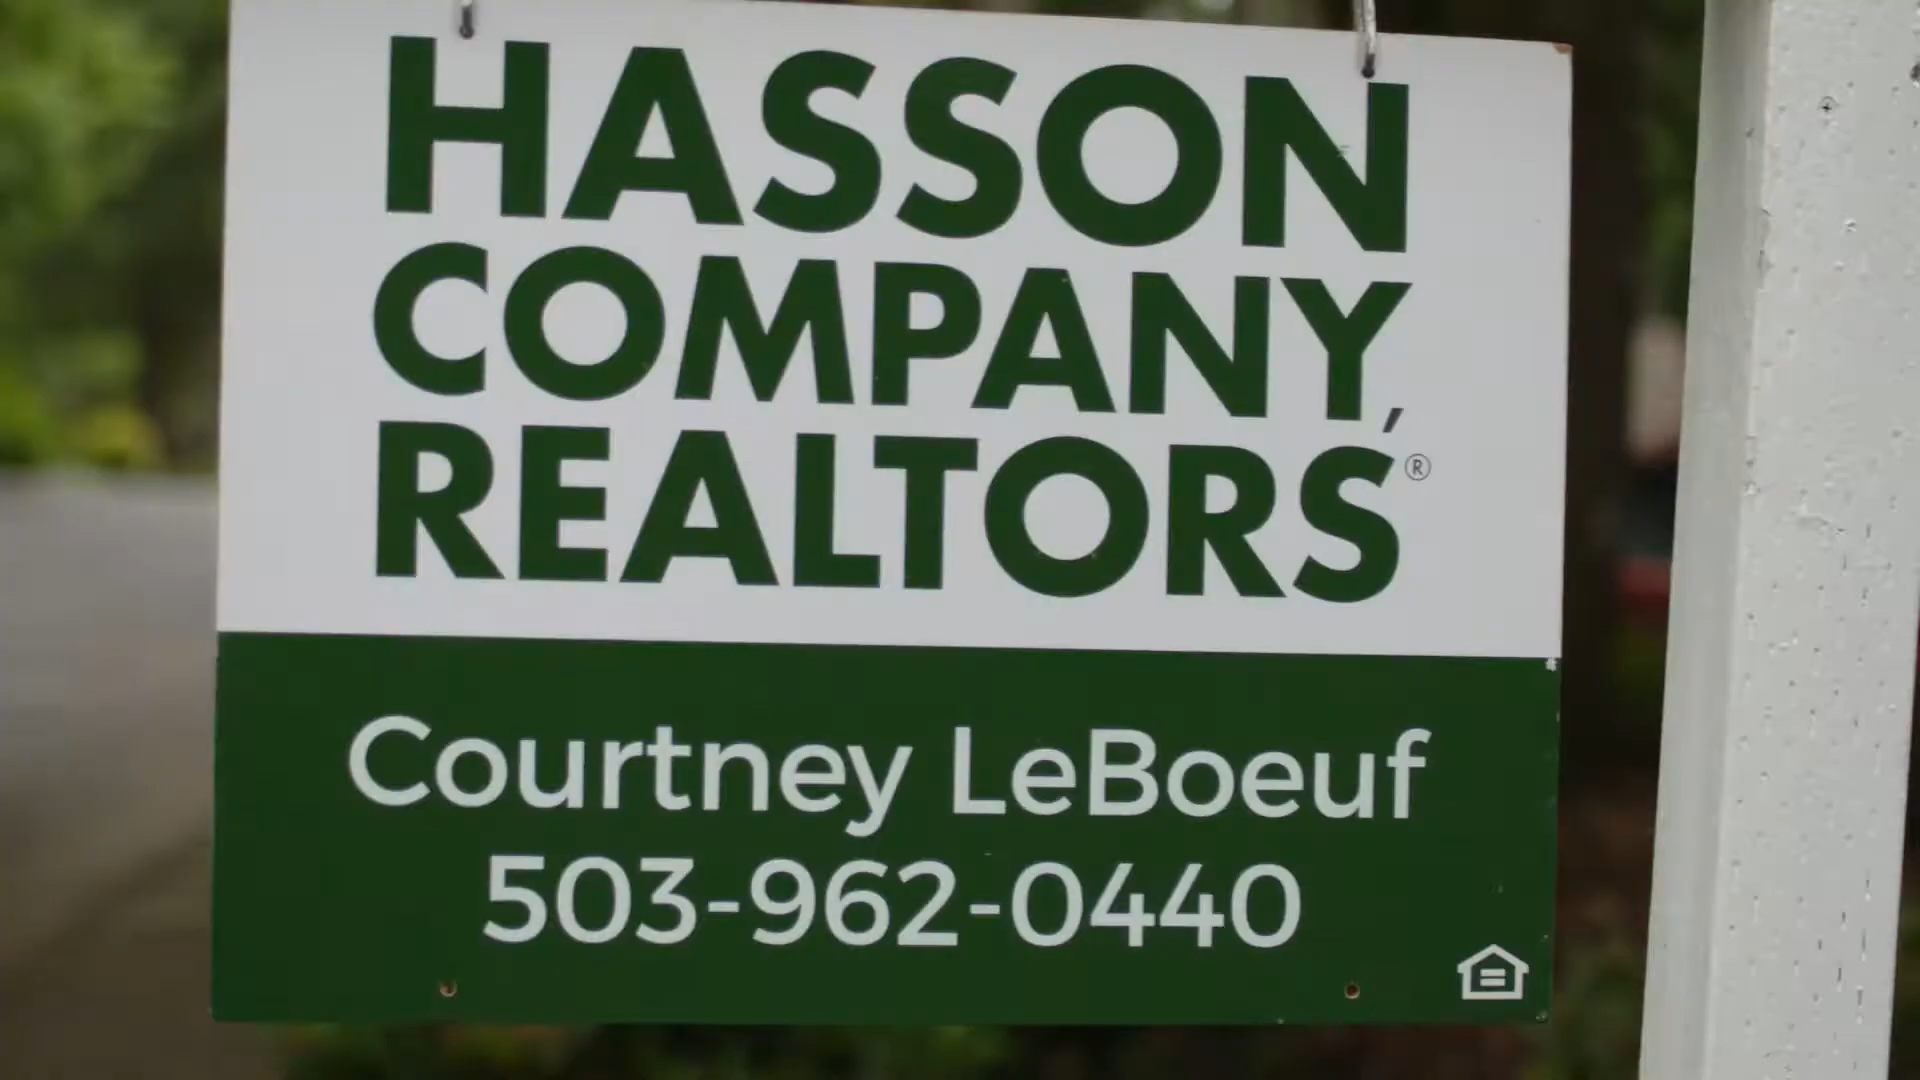 HASSON
COMPANY,
REALTORS®
Courtney LeBoeuf
503-962-0440